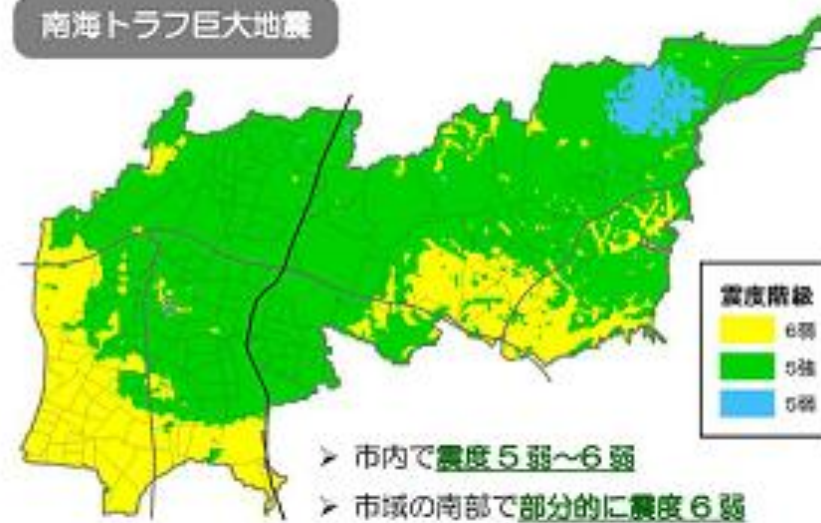 南海トラフ巨大地震
震度階級
6弱
5強
5弱
➢ 市内で震度5弱～6弱
➢ 市域の南部で部分的に震度6弱